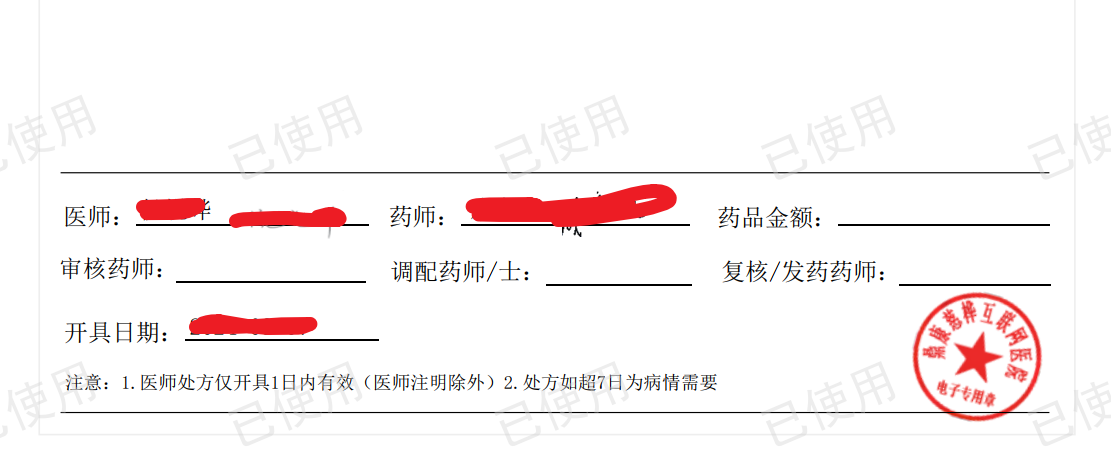 已使用 已使用 已使用 已使用 已使用
医师： 药师： 药品金额：
审核药师： 调配药师/士： 复核/发药药师：
开具日期：
鼎康慈桦互联网医院
电子专用章
注意：1.医师处方仅开具1日内有效（医师注明除外）2.处方如超7日为病情需要
已使用 已使用 已使用 已使用 已使用